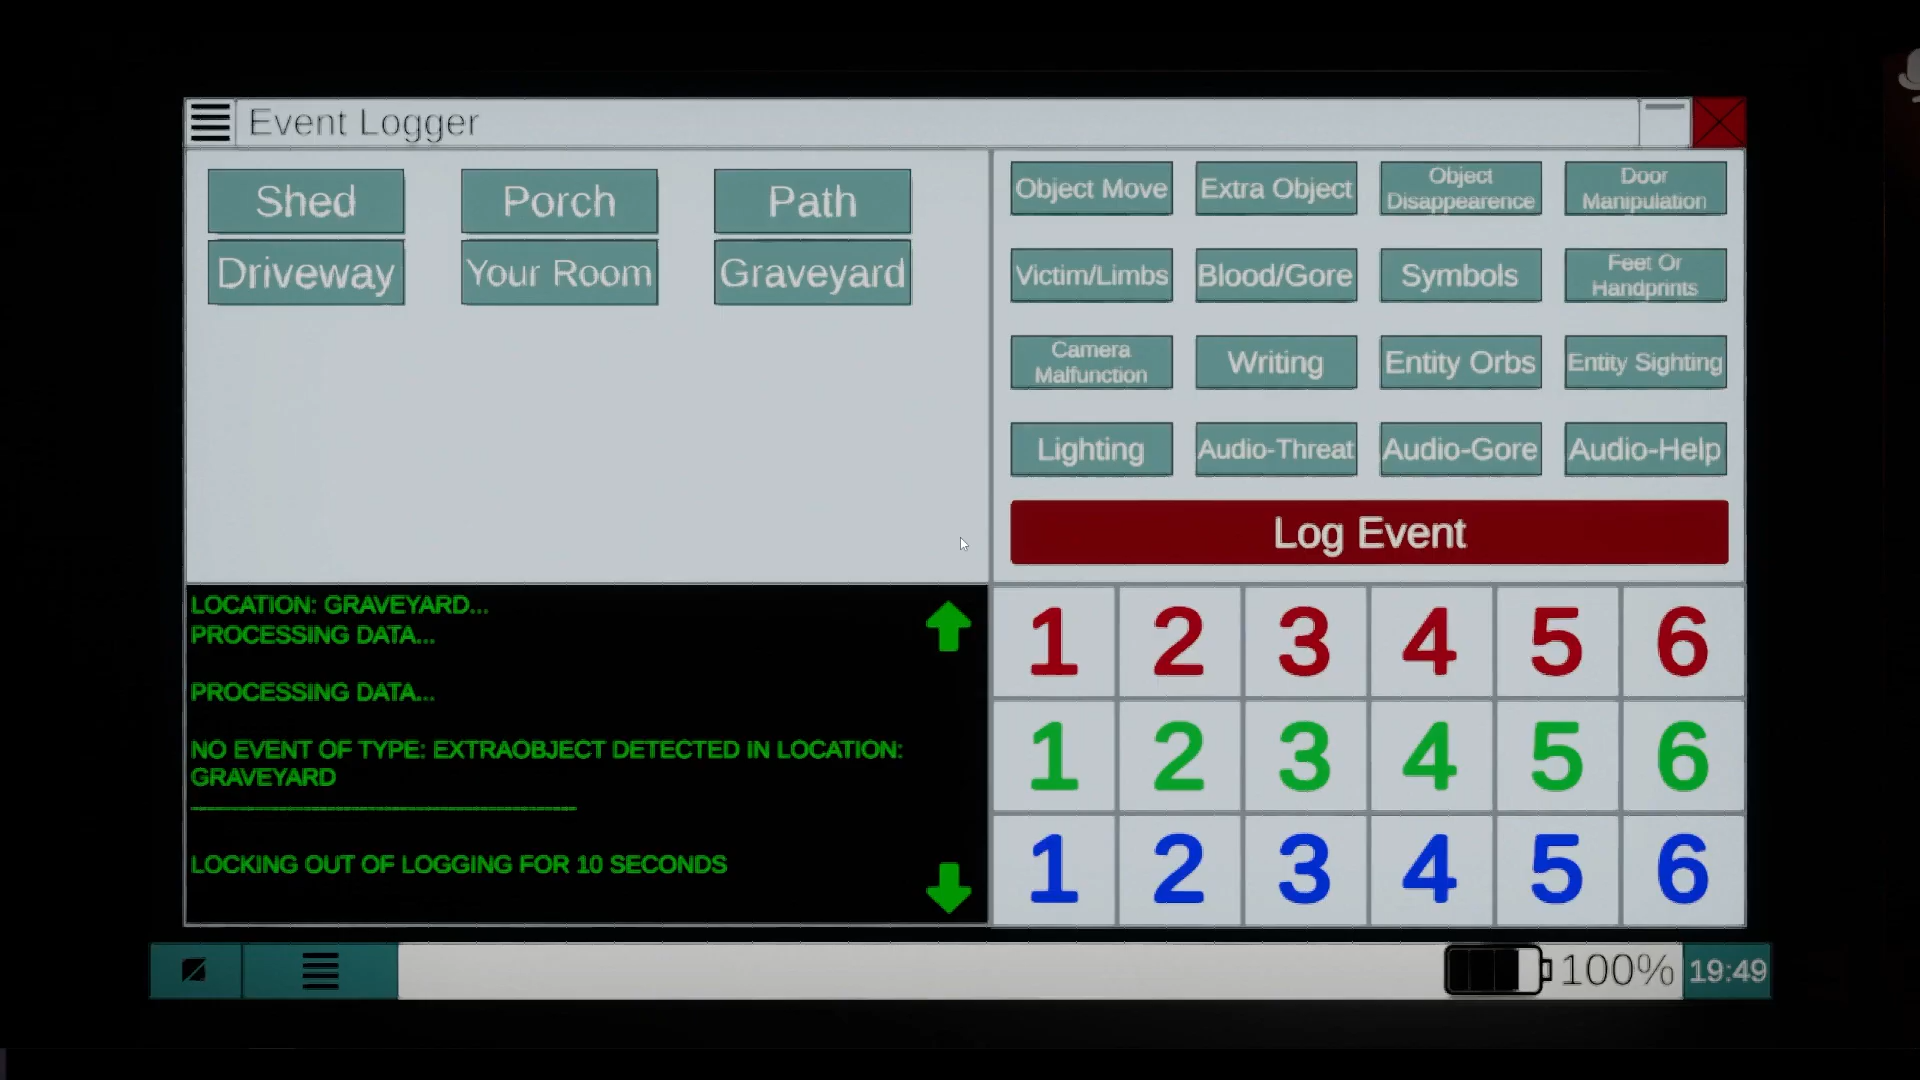 Event Logger
Shed Porch Path
Driveway Your Room Graveyard
Object Move Extra Object Object Disappearence Door Manipulation
Victim/Limbs Blood/Gore Symbols Feet Or Handprints
Camera Malfunction Writing Entity Orbs Entity Sighting
Lighting Audio-Threat Audio-Gore Audio-Help
Log Event
LOCATION: GRAVEYARD...
PROCESSING DATA...
PROCESSING DATA...
NO EVENT OF TYPE: EXTRAOBJECT DETECTED IN LOCATION:
GRAVEYARD
LOCKING OUT OF LOGGING FOR 10 SECONDS
1 2 3 4 5 6
1 2 3 4 5 6
1 2 3 4 5 6
100% 19:49